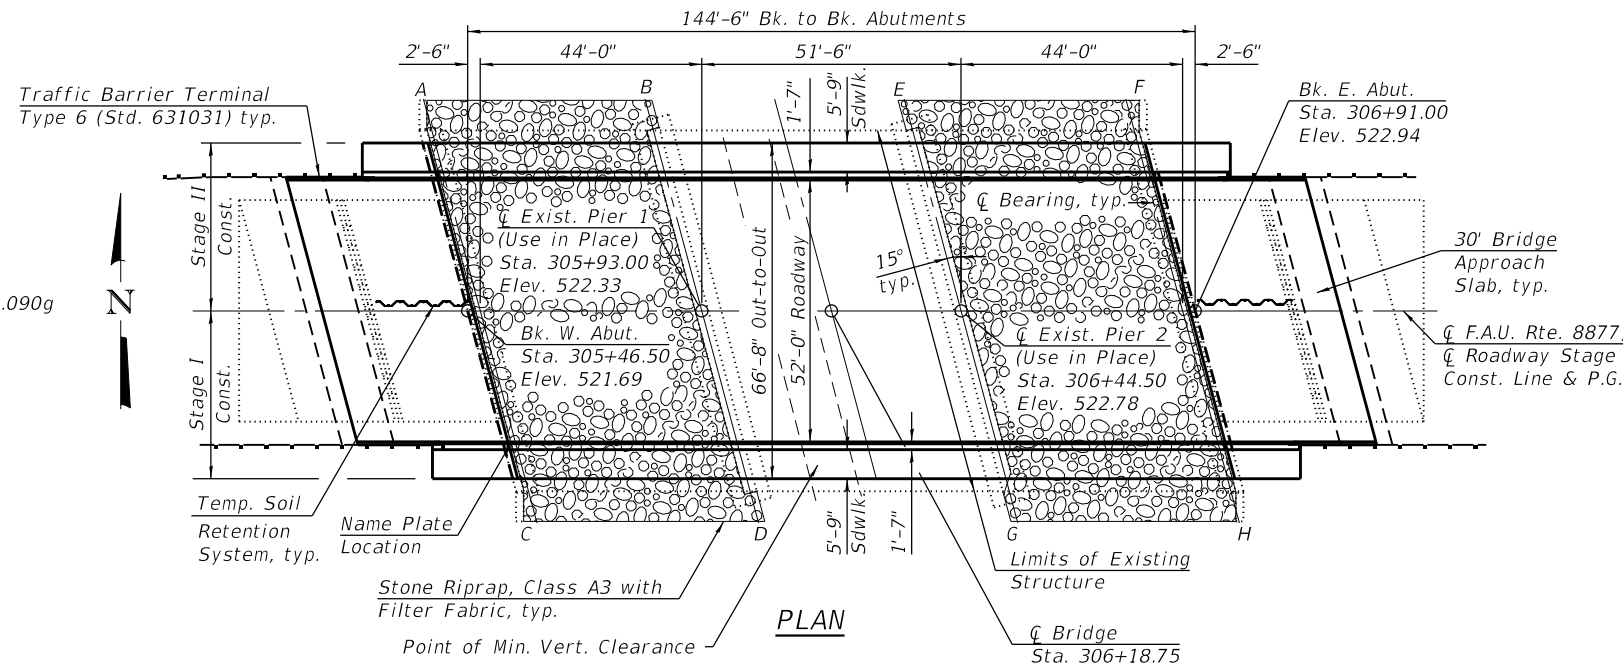 144'-6" Bk. to Bk. Abutments
2'-6"
44'-0"
51'-6"
44'-0"
2'-6"
A
B
E
F
1'-7"
5'-9"
Sdwlk.
Traffic Barrier Terminal
Type 6 (Std. 631031) typ.
Bk. E. Abut.
Sta. 306+91.00
Elev. 522.94
Stage II
Const.
℄ Exist. Pier 1
(Use in Place)
Sta. 305+93.00
Elev. 522.33
℄ Bearing, typ.
15°
typ.
30' Bridge
Approach
Slab, typ.
66'-8" Out-to-out
52'-0" Roadway
.090g
N
Bk. W. Abut.
Sta. 305+46.50
Elev. 521.69
℄ Exist. Pier 2
(Use in Place)
Sta. 306+44.50
Elev. 522.78
℄ F.A.U. Rte. 8877,
℄ Roadway Stage
Const. Line & P.G.
Stage I
Const.
Temp. Soil
Retention
System, typ.
Name Plate
Location
C
D
G
H
5'-9"
Sdwlk.
1'-7"
Limits of Existing
Structure
Stone Riprap, Class A3 with
Filter Fabric, typ.
PLAN
Point of Min. Vert. Clearance
℄ Bridge
Sta. 306+18.75